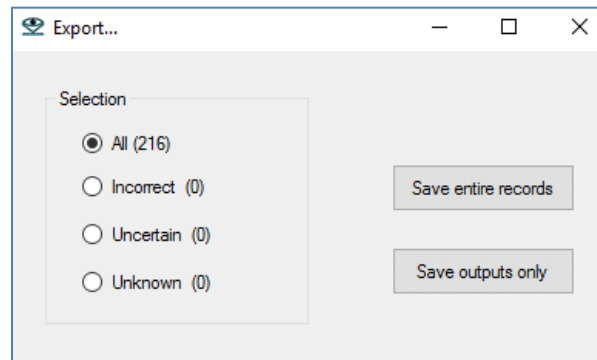 Export...
Selection
All (216)
Incorrect (0)
Uncertain (0)
Unknown (0)
Save entire records
Save outputs only